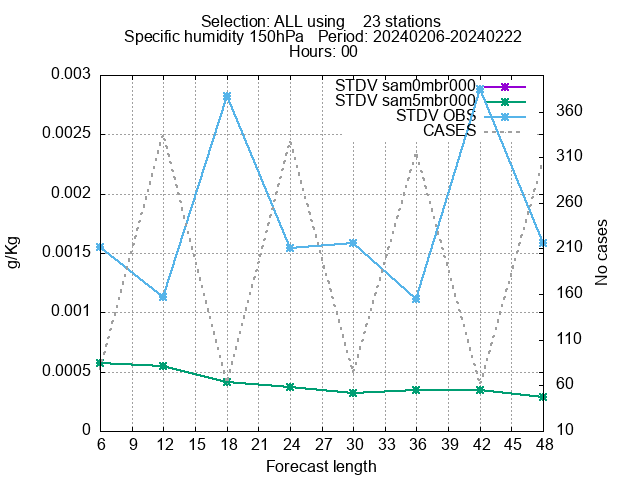 Selection: ALL using    23 stations
Specific humidity 150hPa   Period: 20240206-20240222
Hours: 00
STDV sam0mbr000
STDV sam5mbr000
STDV OBS
CASES
0.003
0.0025
0.002
0.0015
0.001
0.0005
0
g/Kg
360
310
260
210
160
110
60
10
No cases
6 9 12 15 18 21 24 27 30 33 36 39 42 45 48
Forecast length